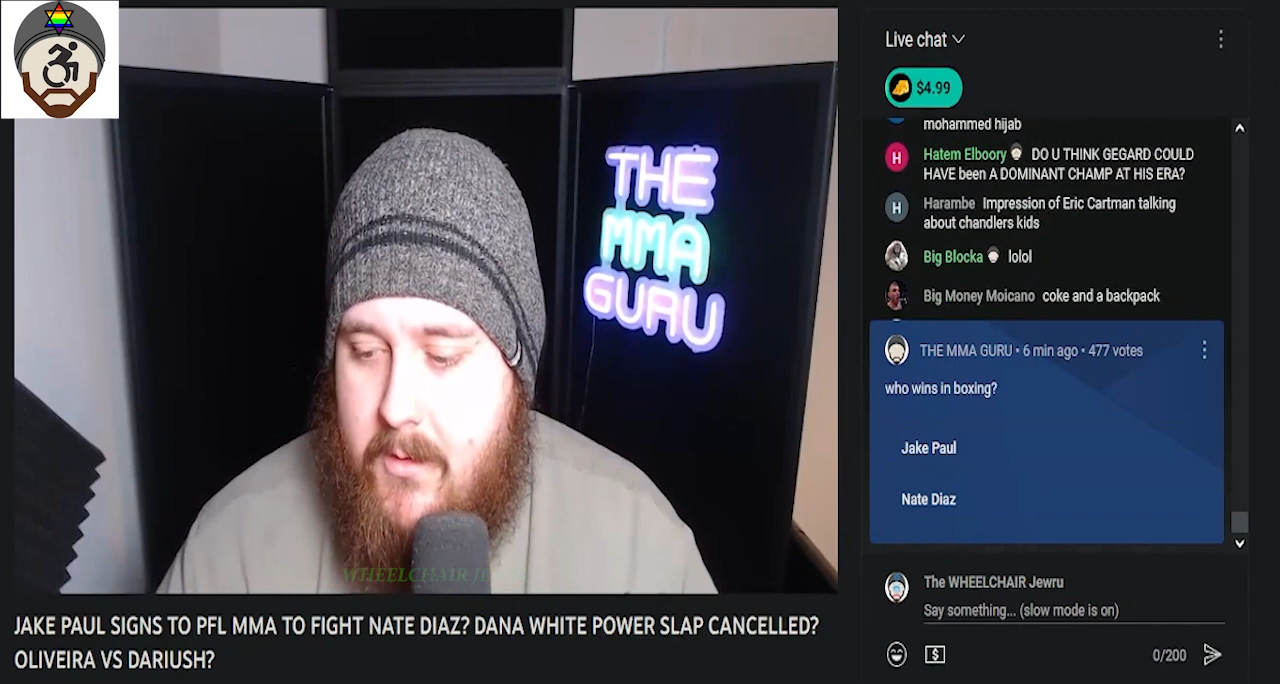 THE
MMA
GURU
WHEELCHAIR
JAKE PAUL SIGNS TO PFL MMA TO FIGHT NATE DIAZ? DANA WHITE POWER SLAP CANCELLED?
OLIVEIRA VS DARIUSH?
Live chat
$4.99
mohammed hijab
H Hatem Elboory DO U THINK GEGARD COULD
HAVE been A DOMINANT CHAMP AT HIS ERA?
H Harambe Impression of Eric Cartman talking
about chandlers kids
Big Blocka lolol
Big Money Moicano coke and a backpack
THE MMA GURU • 6 min ago • 477 votes
who wins in boxing?
Jake Paul
Nate Diaz
The WHEELCHAIR Jewru
Say something... (slow mode is on)
$ 0/200